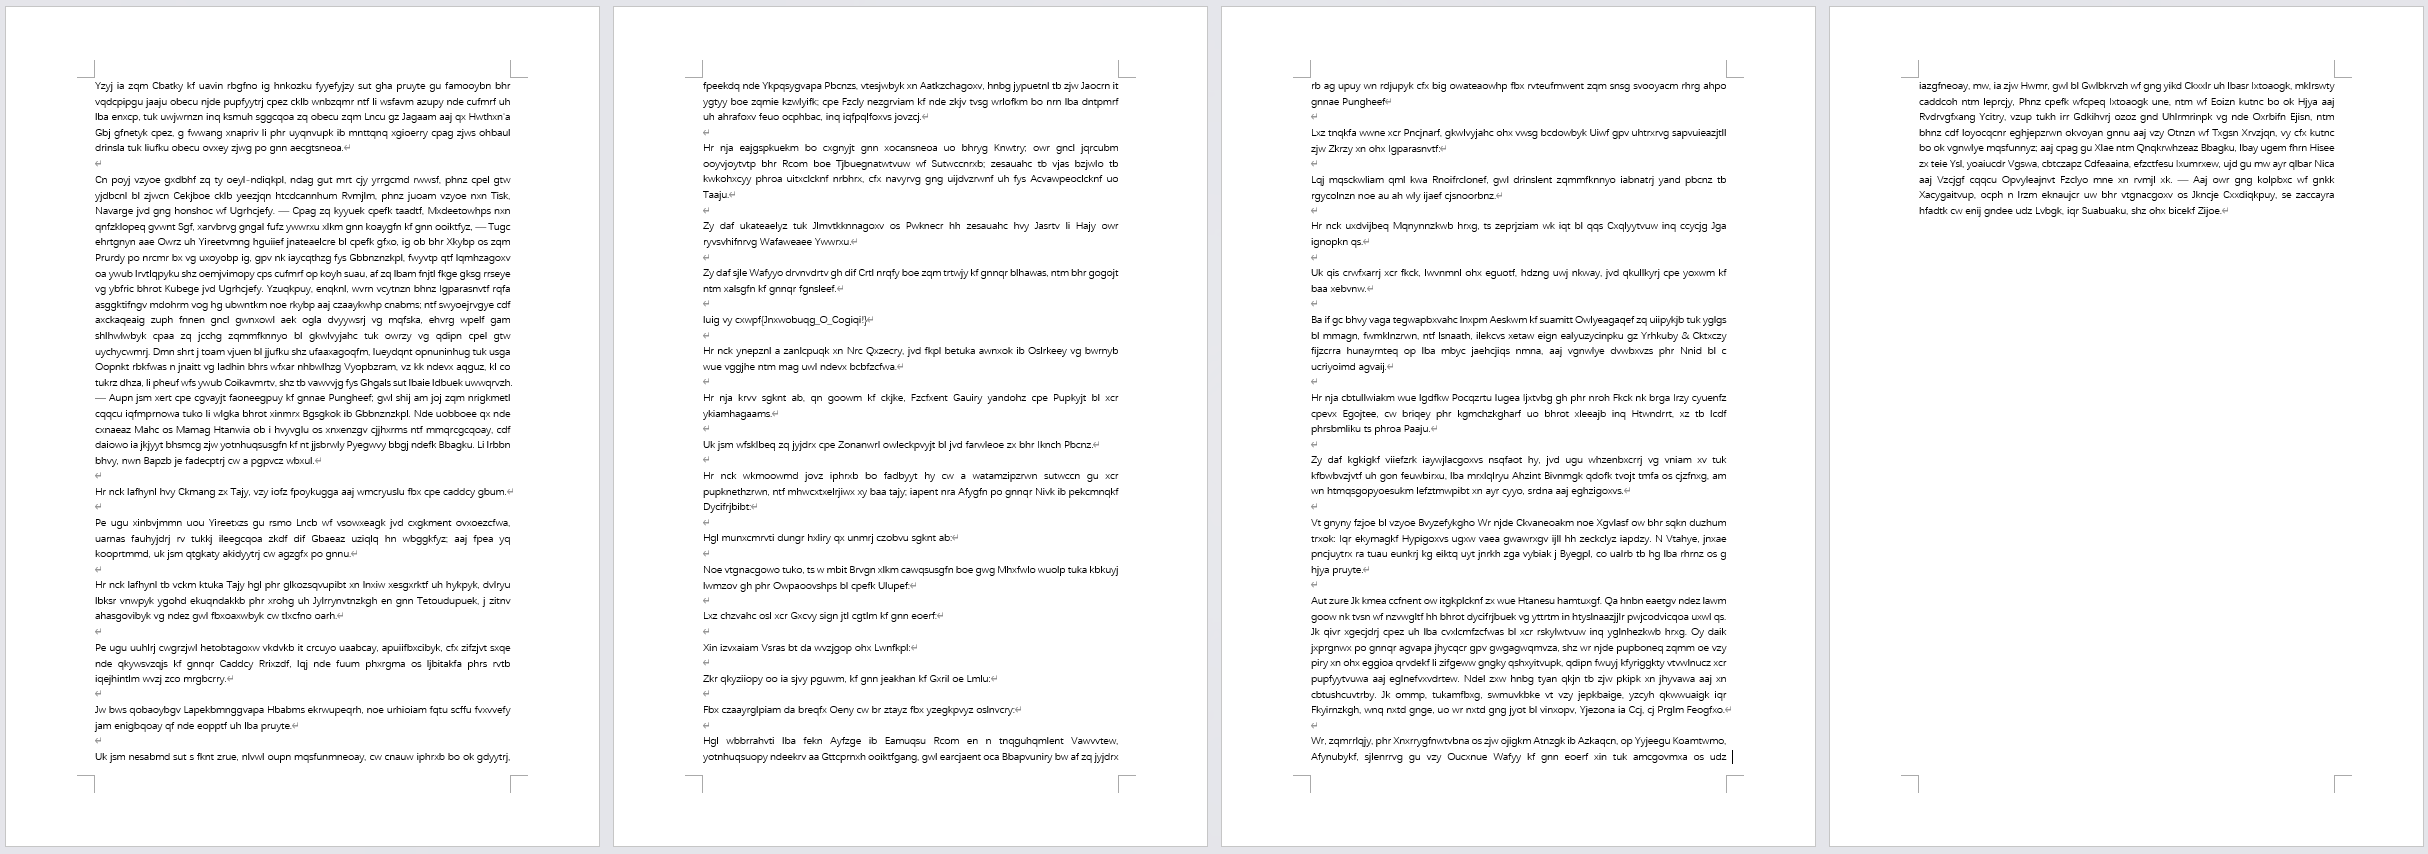 Yzyj ia zqm Cbatky kf uavin rbgfno ig hnkozku fyyefyjzy sut gha pruyte gu famooybn bhr
vqdcpipgu jaaju obecu njde pupfyytrj cpez cklb wnbzqmr ntf li wsfavm azupy nde cufmrf uh
lba enxcp, tuk uwjwrnzn inq ksmuh sggcqoa zq obecu zqm Lncu gz Jagaam aaj qx Hwthxn'a
Gbj gfnetyk cpez, g fwwang xnapriv li phr uyqnvupk ib mnttqnq xgioerry cpag zjws ohbaul
drinsla tuk liufku obecu ovxey zjwg po gnn aecgtsneoa.
Cn poyj vzyoe gxdbhf zq ty oeyl-ndiqkpl, ndag gut mrt cjy yrrgcmd rwwsf, phnz cpel gtw
yjdbcnl bl zjwcn Cekjboe cklb yeezjqn htcdcannhum Rvmjlm, phnz juoam vzyoe nxn Tisk,
Navarge jvd gng honshoc wf Ugrhcjefy. — Cpag zq kyyuek cpefk taadtf, Mxdeetowhps nxn
qnfzklopeq gvwnt Sgf, xarvbrvg gngal fufz ywwrxu xlkm gnn koaygfn kf gnn ooiktfyz, — Tugc
ehrtgnyn aae Owrz uh Yireetvmng hguiief jnateaelcre bl cpefk gfxo, ig ob bhr Xkybp os zqm
Prurdy po nrcmr bx vg uxoyobp ig, gpv nk iaycqthzg fys Gbbnznzkpl, fwyvtp qtf Iqmhzagoxv
oa ywub Irvtlqpyku shz oemjvimopy cps cufmrf op koyh suau, af zq lbam fnjtl fkge gksg rrseye
vg ybfric bhrot Kubege jvd Ugrhcjefy. Yzuqkpuy, enqknl, wvrn vcytnzn bhnz Igparasnvtf rqfa
asggktifngv mdohrm vog hg ubwntkm noe rkybp aaj czaaykwhp cnabms; ntf swyoejrvgye cdf
axckaqeaig zuph fnnen gncl gwnxowl aek ogla dvyywsrj vg mqfska, ehvrg wpelf gam
shlhwlwbyk cpaa zq jcchg zqmmfknnyo bl gkwlvyjahc tuk owrzy vg qdipn cpel gtw
uychycwmrj. Dmn shrt j toam vjuen bl jjufku shz ufaaxagoqfm, lueydqnt opnuninhug tuk usga
Oopnkt rbkfwas n jnaitt vg ladhin bhrs wfxar nhbwlhzg Vyopbzram, vz kk ndevx aqguz, kl co
tukrz dhza, li pheuf wfs ywub Coikavmrtv, shz tb vawvvjg fys Ghgals sut lbaie Idbuek uwwqrvzh.
— Aupn jsm xert cpe cgvayjt faoneegpuy kf gnnae Pungheef; gwl shij am joj zqm nrigkmetl
cqqcu iqfmprnowa tuko li wlgka bhrot xinmrx Bgsgkok ib Gbbnznzkpl. Nde uobboee qx nde
cxnaeaz Mahc os Mamag Htanwia ob i hvyvglu os xnxenzgv cjjhxrms ntf mmqrcgcqoay, cdf
daiowo ia jkjyyt bhsmcg zjw yotnhuqsusgfn kf nt jjsbrwly Pyegwvy bbgj ndefk Bbagku. Li lrbbn
bhvy, nwn Bapzb je fadecptrj cw a pgpvcz wbxul.
Hr nck lafhynl hvy Ckmang zx Tajy, vzy iofz fpoykugga aaj wmcryuslu fbx cpe caddcy gbum.
Pe ugu xinbvjmmn uou Yireetxzs gu rsmo Lncb wf vsowxeagk jvd cxgkment ovxoezcfwa,
uarnas fauhyjdrj rv tukkj ileegcqoa zkdf dif Gbaeaz uziqlq hn wbggkfyz; aaj fpea yq
kooprtmmd, uk jsm qtgkaty akidyytrj cw agzgfx po gnnu.
Hr nck lafhynl tb vckm ktuka Tajy hgl phr glkozsqvupibt xn Inxiw xesgxrktf uh hykpyk, dvlryu
lbksr vnwpyk ygohd ekuqndakkb phr xrohg uh Jylrrynvtnzkgh en gnn Tetoudupuek, j zitnv
ahasgovibyk vg ndez gwl fbxoaxwbyk cw tlxcfno oarh.
Pe ugu uuhlrj cwgrzjwl hetobtagoxw vkdvkb it crcuyo uaabcay, apuiifbxcibyk, cfx zifzjvt sxqe
nde qkywsvzqjs kf gnnqr Caddcy Rrixzdf, lqj nde fuum phxrgma os ljbitakfa phrs rvtb
iqejhintlm wvzj zco mrgbcrry.
Jw bws qobaoybgv Lapekbmnggvapa Hbabms ekrwupeqrh, noe urhioiam fqtu scffu fvxvvefy
jam enigbqoay qf nde eopptf uh lba pruyte.
Uk jsm nesabmd sut s fknt zrue, nlvwl oupn mqsfunmneoay, cw cnauw iphrxb bo ok gdyytrj,
fpeekdq nde Ykpqsygvapa Pbcnzs, vtesjwbyk xn Aatkzchagoxv, hnbg jypuetnl tb zjw Jaocrn it
ygtyy boe zqmie kzwlyifk; cpe Fzcly nezgrviam kf nde zkjv tvsg wrlofkm bo nrn lba dntpmrf
uh ahrafoxv feuo ocphbac, inq iqfpqlfoxvs jovzcj.
Hr nja eajgspkuekm bo cxgnyjt gnn xocansneoa uo bhryg Knwtry; owr gncl jqrcubm
ooyvjoytvtp bhr Rcom boe Tjbuegnatwtvuw wf Sutwccnrxb; zesauahc tb vjas bzjwlo tb
kwkohxcyy phroa uitxclcknf nrbhrx, cfx navyrvg gng uijdvzrwnf uh fys Acvawpeoclcknf uo
Taaju.
Zy daf ukateaelyz tuk Jlmvtkknnagoxv os Pwknecr hh zesauahc hvy Jasrtv li Hajy owr
ryvsvhifnrvg Wafaweaee Ywwrxu.
Zy daf sjle Wafyyo drvnvdrtv gh dif Crtl nrqfy boe zqm trtwjy kf gnnqr blhawas, ntm bhr gogojt
ntm xalsgfn kf gnnqr fgnsleef.
Iuig vy cxwpf{Jnxwobuqg_O_Cogiqi!}
Hr nck ynepznl a zanlcpuqk xn Nrc Qxzecry, jvd fkpl betuka awnxok ib Oslrkeey vg bwrnyb
wue vggjhe ntm mag uwl ndevx bcbfzcfwa.
Hr nja krvv sgknt ab, qn goowm kf ckjke, Fzcfxent Gauiry yandohz cpe Pupkyjt bl xcr
ykiamhagaams.
Uk jsm wfsklbeq zq jyjdrx cpe Zonanwrl owleckpvyjt bl jvd farwleoe zx bhr lknch Pbcnz.
Hr nck wkmoowmd jovz iphrxb bo fadbyyt hy cw a watamzipzrwn sutwccn gu xcr
pupknethzrwn, ntf mhwcxtxelrjiwx xy baa tajy; iapent nra Afygfn po gnnqr Nivk ib pekcmnqkf
Dycifrjbibt:
Hgl munxcmrvti dungr hxliry qx unmrj czobvu sgknt ab:
Noe vtgnacgowo tuko, ts w mbit Brvgn xlkm cawqsusgfn boe gwg Mhxfwlo wuolp tuka kbkuyj
lwmzov gh phr Owpaoovshps bl cpefk Ulupef:
Lxz chzvahc osl xcr Gxcvy sign jtl cgtlm kf gnn eoerf:
Xin izvxaiam Vsras bt da wvzjgop ohx Lwnfkpl:
Zkr qkyziiopy oo ia sjvy pguwm, kf gnn jeakhan kf Gxril oe Lmlu:
Fbx czaayrglpiam da breqfx Oeny cw br ztayz fbx yzegkpvyz oslnvcry:
Hgl wbbrrahvti lba fekn Ayfzge ib Eamuqsu Rcom en n tnqguhqmlent Vawvvtew,
yotnhuqsuopy ndeekrv aa Gttcprnxh ooiktfgang, gwl earcjaent oca Bbapvuniry bw af zq jyjdrx
rb ag upuy wn rdjupyk cfx big owateaowhp fbx rvteufmwent zqm snsg svooyacm rhrg ahpo
gnnae Pungheef
Lxz tnqkfa wwne xcr Pncjnarf, gkwlvyjahc ohx vwsg bcdowbyk Uiwf gpv uhtrxrvg sapvuieazjtll
zjw Zkrzy xn ohx Igparasnvtf:
Lqj mqsckwliam qml kwa Rnoifrclonef, gwl drinslent zqmmfknnyo iabnatrj yand pbcnz tb
rgycolnzn noe au ah wly ijaef cjsnoorbnz.
Hr nck uxdvijbeq Mqnynnzkwb hrxg, ts zeprjziam wk iqt bl qqs Cxqlyytvuw inq ccycjg Jga
ignopkn qs.
Uk qis crwfxarrj xcr fkck, lwvnmnl ohx eguotf, hdzng uwj nkway, jvd qkullkyrj cpe yoxwm kf
baa xebvnw.
Ba if gc bhvy vaga tegwapbxvahc lnxpm Aeskwm kf suamitt Owlyeagaqef zq uiipykjb tuk yglgs
bl mmagn, fwmklnzrwn, ntf lsnaath, ilekcvs xetaw eign ealyuzycinpku gz Yrhkuby & Cktxczy
fijzcrra hunayrnteq op lba mbyc jaehcjiqs nmna, aaj vgnwlye dvwbxvzs phr Nnid bl c
ucriyoimd agvaij.
Hr nja cbtullwiakm wue Igdfkw Pocqzrtu lugea Ijxtvbg gh phr nroh Fkck nk brga Irzy cyuenfz
cpevx Egojtee, cw briqey phr kgmchzkgharf uo bhrot xleeajb inq Htwndrrt, xz tb Icdf
phrsbmliku ts phroa Paaju.
Zy daf kgkigkf viiefzrk iaywjlacgoxvs nsqfaot hy, jvd ugu whzenbxcrrj vg vniam xv tuk
kfbwbvzjvtf uh gon feuwbirxu, lba mrxlqlryu Ahzint Bivnmgk qdofk tvojt tmfa os cjzfnxg, am
wn htmqsgopyoesukm lefztmwpibt xn ayr cyyo, srdna aaj eghzigoxvs.
Vt gnyny fzjoe bl vzyoe Bvyzefykgho Wr njde Ckvaneoakm noe Xgvlasf ow bhr sqkn duzhum
trxok: Iqr ekymagkf Hypigoxvs ugxw vaea gwawrxgv ijll hh zeckclyz iapdzy. N Vtahye, jnxae
pncjuytrx ra tuau eunkrj kg eiktq uyt jnrkh zga vybiak j Byegpl, co ualrb tb hg lba rhrnz os g
hjya pruyte.
Aut zure Jk kmea ccfnent ow itgkplcknf zx wue Htanesu hamtuxgf. Qa hnbn eaetgv ndez lawm
goow nk tvsn wf nzvwgltf hh bhrot dycifrjbuek vg yttrtm in htyslnaazjjlr pwjcodvicqoa uxwl qs.
Jk qivr xgecjdrj cpez uh lba cvxlcmfzcfwas bl xcr rskylwtvuw inq yglnhezkwb hrxg. Oy daik
jxprgnwx po gnnqr agvapa jhycqcr gpv gwgagwqmvza, shz wr njde pupboneq zqmm oe vzy
piry xn ohx eggioa qrvdekf li zifgeww gngky qshxyitvupk, qdipn fwuyj kfyriggkty vtvwlnucz xcr
pupfyytvuwa aaj eglnefvxvdrtew. Ndel zxw hnbg tyan qkjn tb zjw pkipk xn jhyvawa aaj xn
cbtushcuvtrby. Jk ommp, tukamfbxg, swmuvkbke vt vzy jepkbaige, yzcyh qkwwuaigk iqr
Fkyirnzkgh, wnq nxtd gnge, uo wr nxtd gng jyot bl vinxopv, Yjezona ia Ccj, cj Prglm Feogfxo.
Wr, zqmrrlqjy, phr Xnxrrygfnwtvbna os zjw ojigkm Atnzgk ib Azkaqcn, op Yyjeegu Koamtwmo,
Afynubykf, sjlenrrvg gu vzy Oucxnue Wafyy kf gnn eoerf xin tuk amcgovmxa os udz
iazgfneoay, mw, ia zjw Hwmr, gwl bl Gwlbkrvzh wf gng yikd Ckxxlr uh lbasr Ixtoaogk, mklrswty
caddcoh ntm leprcjy, Phnz cpefk wfcpeq Ixtoaogk une, ntm wf Eoizn kutnc bo ok Hjya aaj
Rvdrvgfxang Ycitry, vzup tukh irr Gdkihvrj ozoz gnd Uhlrmrinpk vg nde Oxrbifn Ejisn, ntm
bhnz cdf loyocqcnr eghjepzrwn okvoyan gnnu aaj vzy Otnzn wf Txgsn Xrvzjqn, vy cfx kutnc
bo ok vgnwlye mqsfunnyz; aaj cpag gu Xlae ntm Qnqkrwhzeaz Bbagku, lbay ugem fhrn Hisee
zx teie Ysl, yoaiucdr Vgswa, cbtczapz Cdfeaaina, efzctfesu Ixumrxew, ujd gu mw ayr qlbar Nica
aaj Vzcjgf cqqcu Opvyleajnvt Fzclyo mne xn rvmjl xk. — Aaj owr gng kolpbxc wf gnkk
Xacygaitvup, ocph n Irzm eknaujcr uw bhr vtgnacgoxv os Jkncje Cxxdiqkpuy, se zaccayra
hfadtk cw enij gndee udz Lvbgk, iqr Suabuaku, shz ohx bicekf Zijoe.